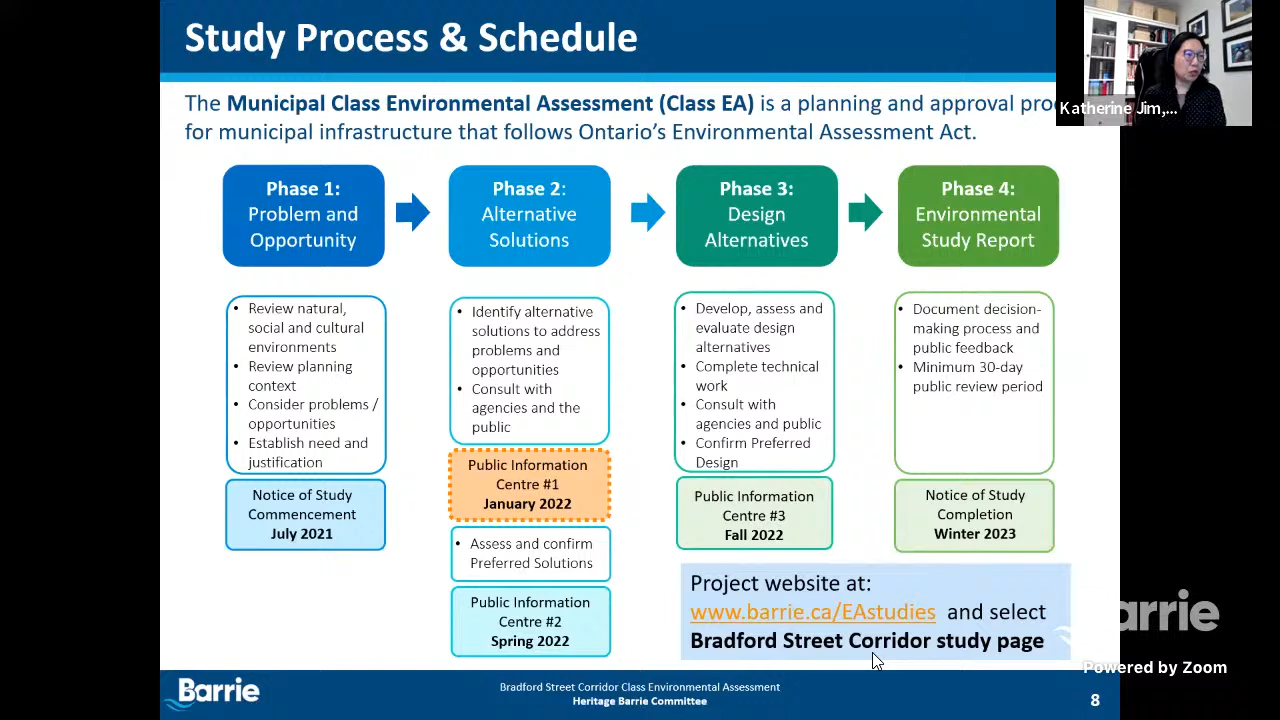 Study Process & Schedule
The Municipal Class Environmental Assessment (Class EA) is a planning and approval pro
for municipal infrastructure that follows Ontario's Environmental Assessment Act.
Katherine Jim,...
Phase 1:
Problem and
Opportunity
Phase 2:
Alternative
Solutions
Phase 3:
Design
Alternatives
Phase 4:
Environmental
Study Report
• Review natural,
social and cultural
environments
• Review planning
context
• Consider problems /
opportunities
• Establish need and
justification
Notice of Study
Commencement
July 2021
• Identify alternative
solutions to address
problems and
opportunities
• Consult with
agencies and the
public
Public Information
Centre #1
January 2022
• Assess and confirm
Preferred Solutions
Public Information
Centre #2
Spring 2022
• Develop, assess and
evaluate design
alternatives
• Complete technical
work
• Consult with
agencies and public
• Confirm Preferred
Design
Public Information
Centre #3
Fall 2022
• Document decision-
making process and
public feedback
• Minimum 30-day
public review period
Notice of Study
Completion
Winter 2023
Project website at:
www.barrie.ca/EAstudies and select
Bradford Street Corridor study page
Barrie
Powered by Zoom
Barrie
Bradford Street Corridor Class Environmental Assessment
Heritage Barrie Committee
8